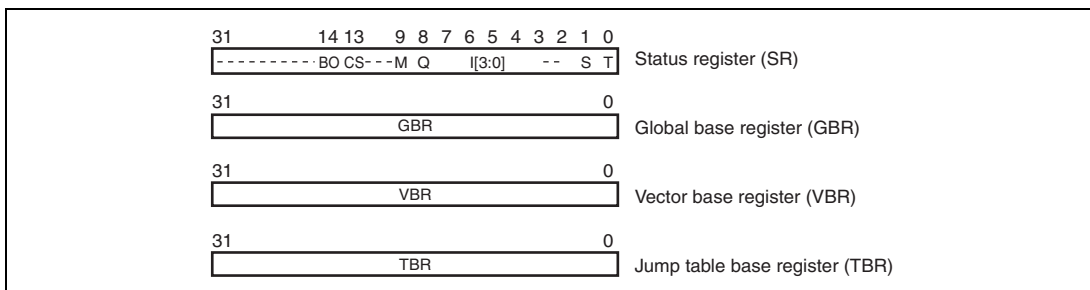 31 14 13 9 8 7 6 5 4 3 2 1 0
- - - - - - - - - - BO CS - - - M Q I[3:0] - - S T Status register (SR)
31 0
GBR Global base register (GBR)
31 0
VBR Vector base register (VBR)
31 0
TBR Jump table base register (TBR)